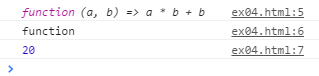 function (a, b) => a * b + b ex04.html:5
function ex04.html:6
20 ex04.html:7
>